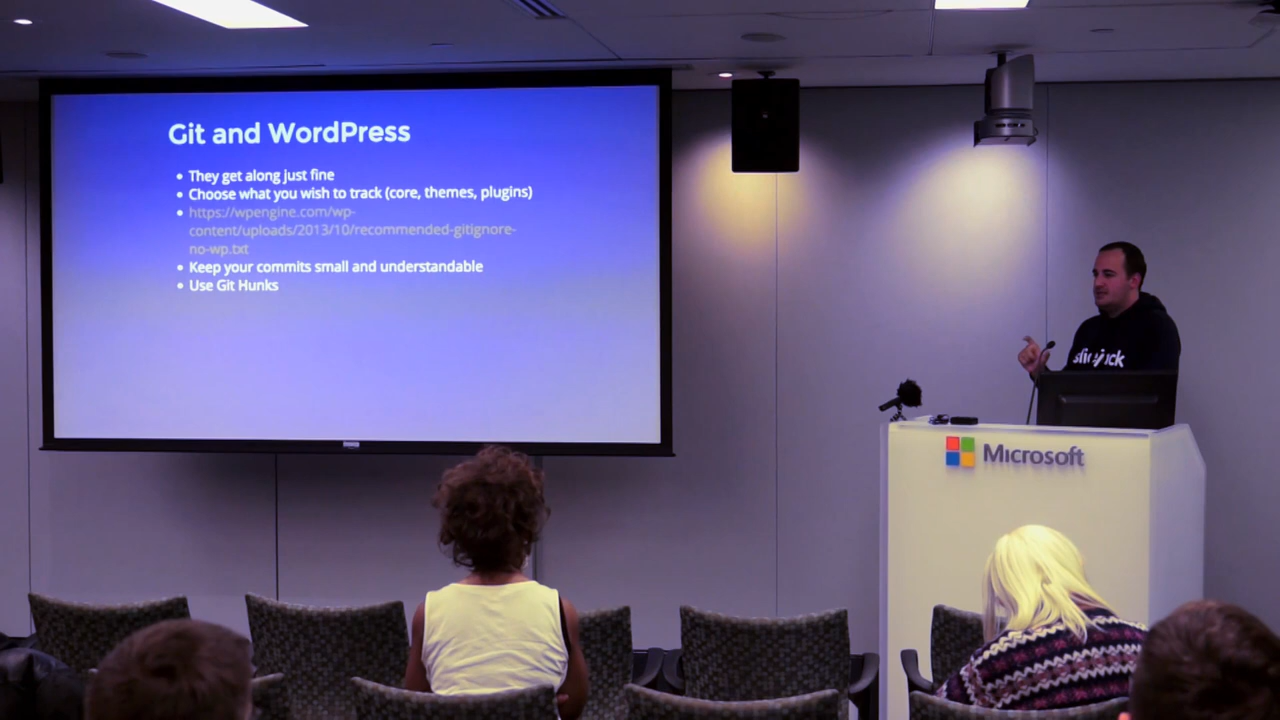 Git and WordPress
• They get along just fine
• Choose what you wish to track (core, themes, plugins)
• https://wpengine.com/wp-
content/uploads/2013/10/recommended-gitignore-
no-wp.txt
• Keep your commits small and understandable
• Use Git Hunks
Microsoft